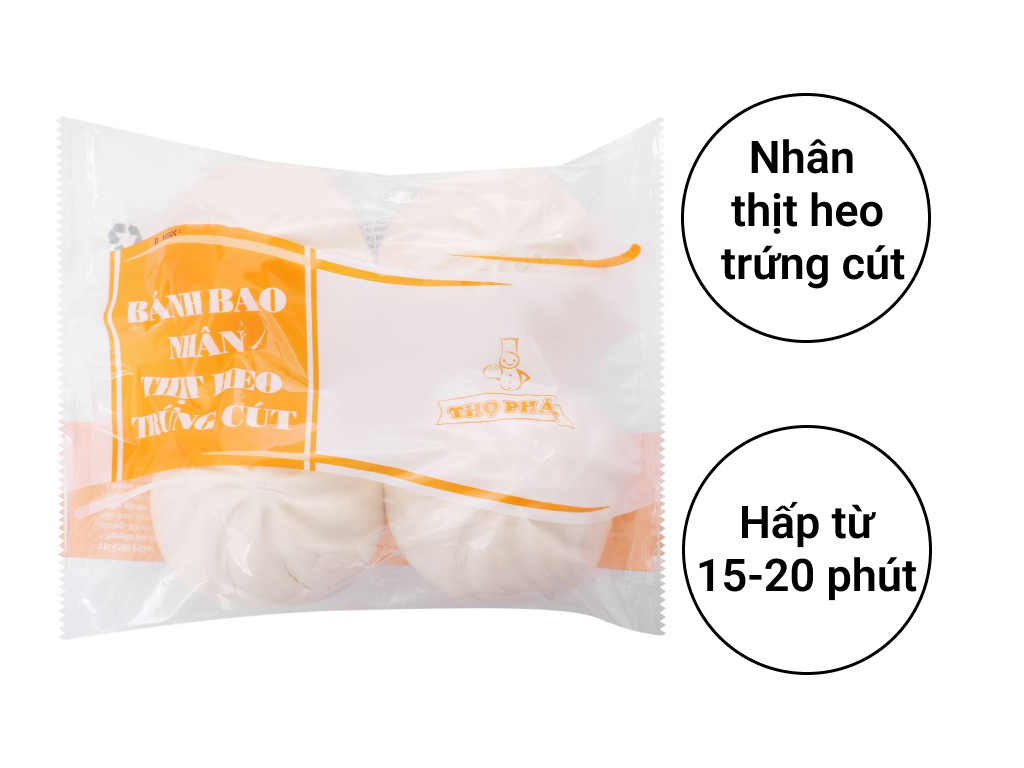 BÁNH BAO
NHÂN
THỊT HEO
TRỨNG CÚT
THỌ PHÁT
Nhân
thịt heo
trứng cút
Hấp từ
15-20 phút